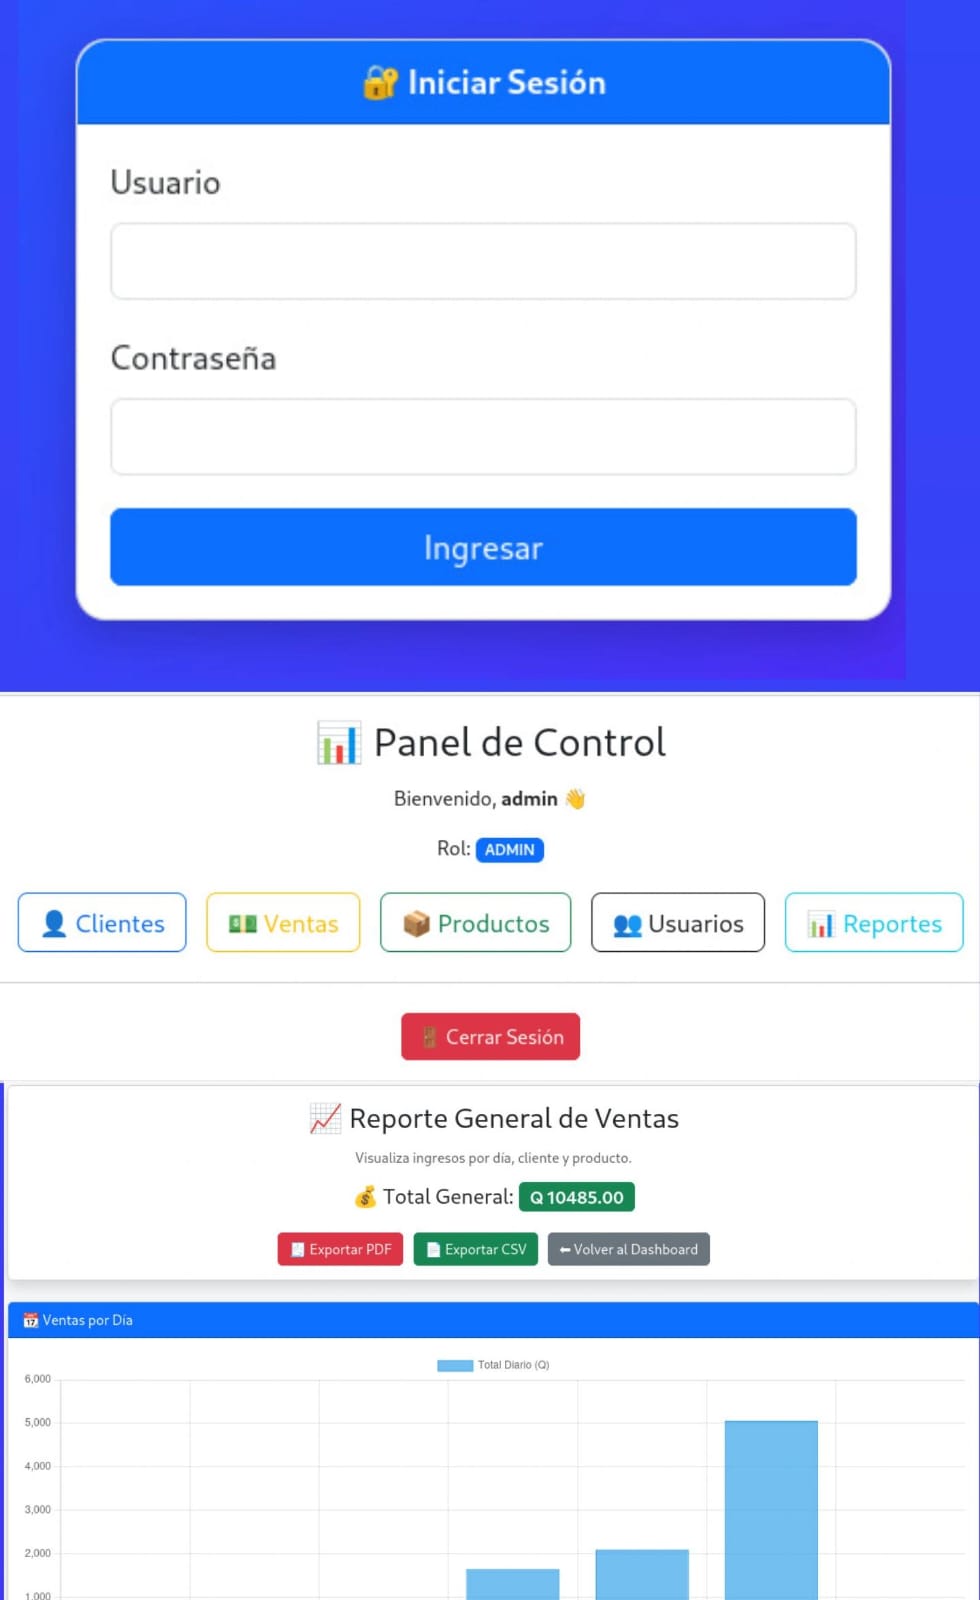 🔐 Iniciar Sesión
Usuario
Contraseña
Ingresar
📊 Panel de Control
Bienvenido, admin 👋
Rol: ADMIN
👤 Clientes 💵 Ventas 📦 Productos 👥 Usuarios 📊 Reportes
🚪 Cerrar Sesión
📈 Reporte General de Ventas
Visualiza ingresos por día, cliente y producto.
💰 Total General: Q 10485.00
🧾 Exportar PDF 📄 Exportar CSV ⬅ Volver al Dashboard
📅 Ventas por Día
Total Diario (Q)
6,000
5,000
4,000
3,000
2,000
1,000